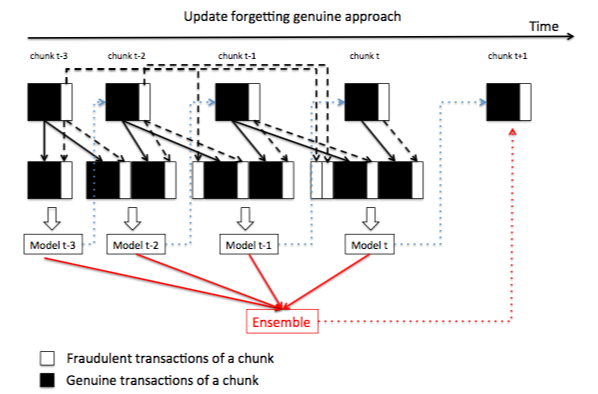 Update forgetting genuine approach
Time
chunk t-3 chunk t-2 chunk t-1 chunk t chunk t+1
Model t-3 Model t-2 Model t-1 Model t
Ensemble
Fraudulent transactions of a chunk
Genuine transactions of a chunk